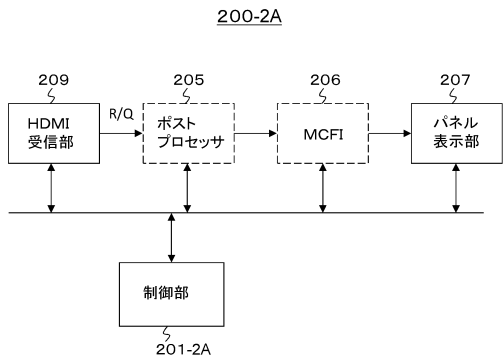 200-2A
209
205
206
207
HDMI
受信部
R/Q
ポスト
プロセッサ
MCFI
パネル
表示部
制御部
201-2A